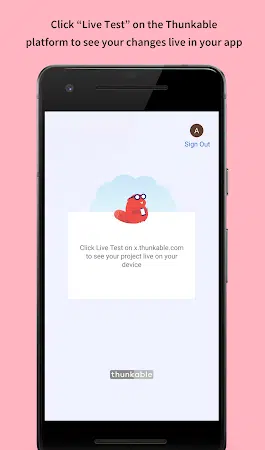 Click “Live Test” on the Thunkable
platform to see your changes live in your app
A
Sign Out
Click Live Test on x.thunkable.com
to see your project live on your
device
thunkable